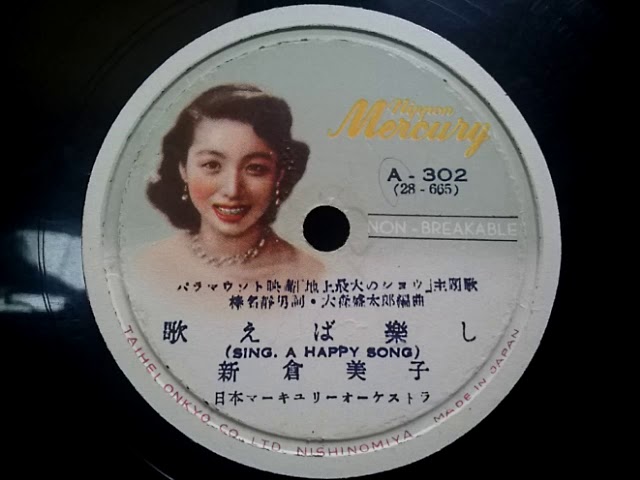 Nippon
Mercury
A - 302
(28 - 665)
NON - BREAKABLE
パラマウント映画「地上最大のショウ」主題歌
榛名静男詞・大森盛太郎編曲
歌えば樂し
(SING, A HAPPY SONG)
新倉美子
日本マーキユリーオーケストラ
TAIHEI ONKYO CO., LTD. NISHINOMIYA. MADE IN JAPAN